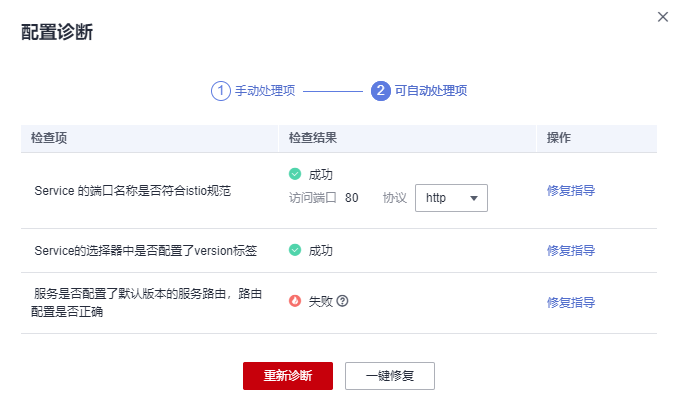 配置诊断
1 手动处理项 2 可自动处理项
检查项 检查结果 操作
Service 的端口名称是否符合istio规范 成功 修复指导
访问端口 80 协议 http
Service的选择器中是否配置了version标签 成功 修复指导
服务是否配置了默认版本的服务路由，路由
配置是否正确 失败 修复指导
重新诊断 一键修复